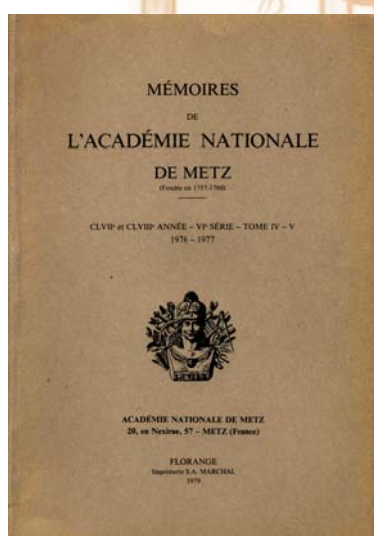 MÉMOIRES
DE
L'ACADÉMIE NATIONALE
DE METZ
(Fondée en 1757-1760)
CLVIIe et CLVIIIe ANNÉE – VIe SÉRIE – TOME IV – V
1976 – 1977
ACADÉMIE NATIONALE DE METZ
20, en Nexirue, 57 – METZ (France)
FLORANGE
Imprimerie S.A. MARCHAL
1979